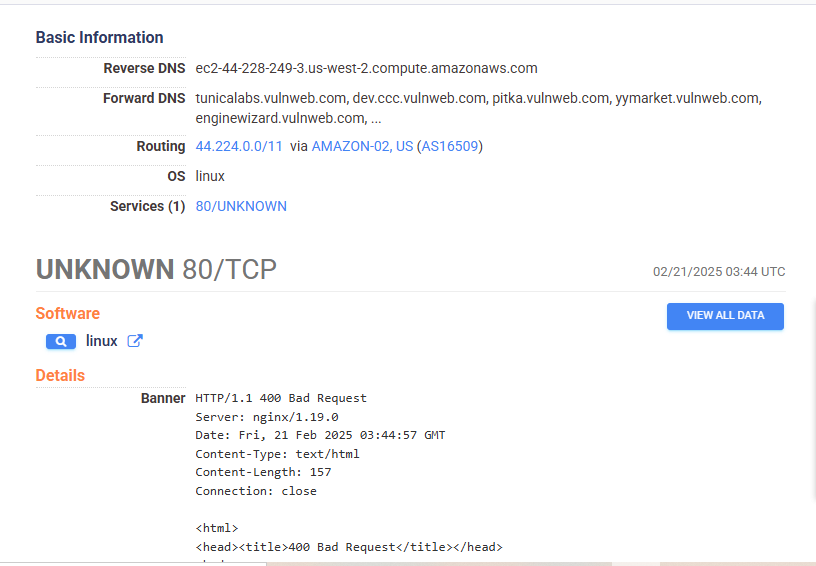 Basic Information
Reverse DNS ec2-44-228-249-3.us-west-2.compute.amazonaws.com
Forward DNS tunicalabs.vulnweb.com, dev.ccc.vulnweb.com, pitka.vulnweb.com, yymarket.vulnweb.com,
enginewizard.vulnweb.com, ...
Routing 44.224.0.0/11 via AMAZON-02, US (AS16509)
OS linux
Services (1) 80/UNKNOWN
UNKNOWN 80/TCP 02/21/2025 03:44 UTC
Software VIEW ALL DATA
linux
Details
Banner HTTP/1.1 400 Bad Request
Server: nginx/1.19.0
Date: Fri, 21 Feb 2025 03:44:57 GMT
Content-Type: text/html
Content-Length: 157
Connection: close
<html>
<head><title>400 Bad Request</title></head>